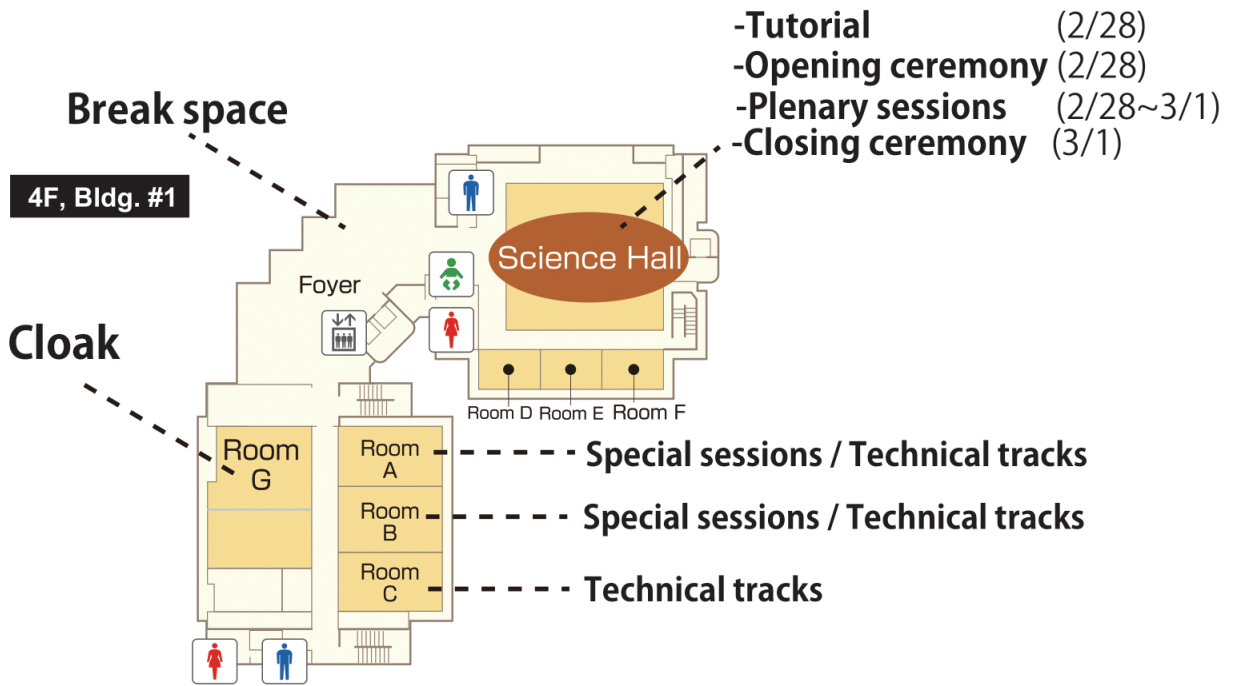 -Tutorial (2/28)
-Opening ceremony (2/28)
-Plenary sessions (2/28~3/1)
-Closing ceremony (3/1)
Break space
4F, Bldg. #1
Science Hall
Foyer
Cloak
Room D Room E Room F
Room
G
Room
A
Special sessions / Technical tracks
Room
B
Special sessions / Technical tracks
Room
C
Technical tracks